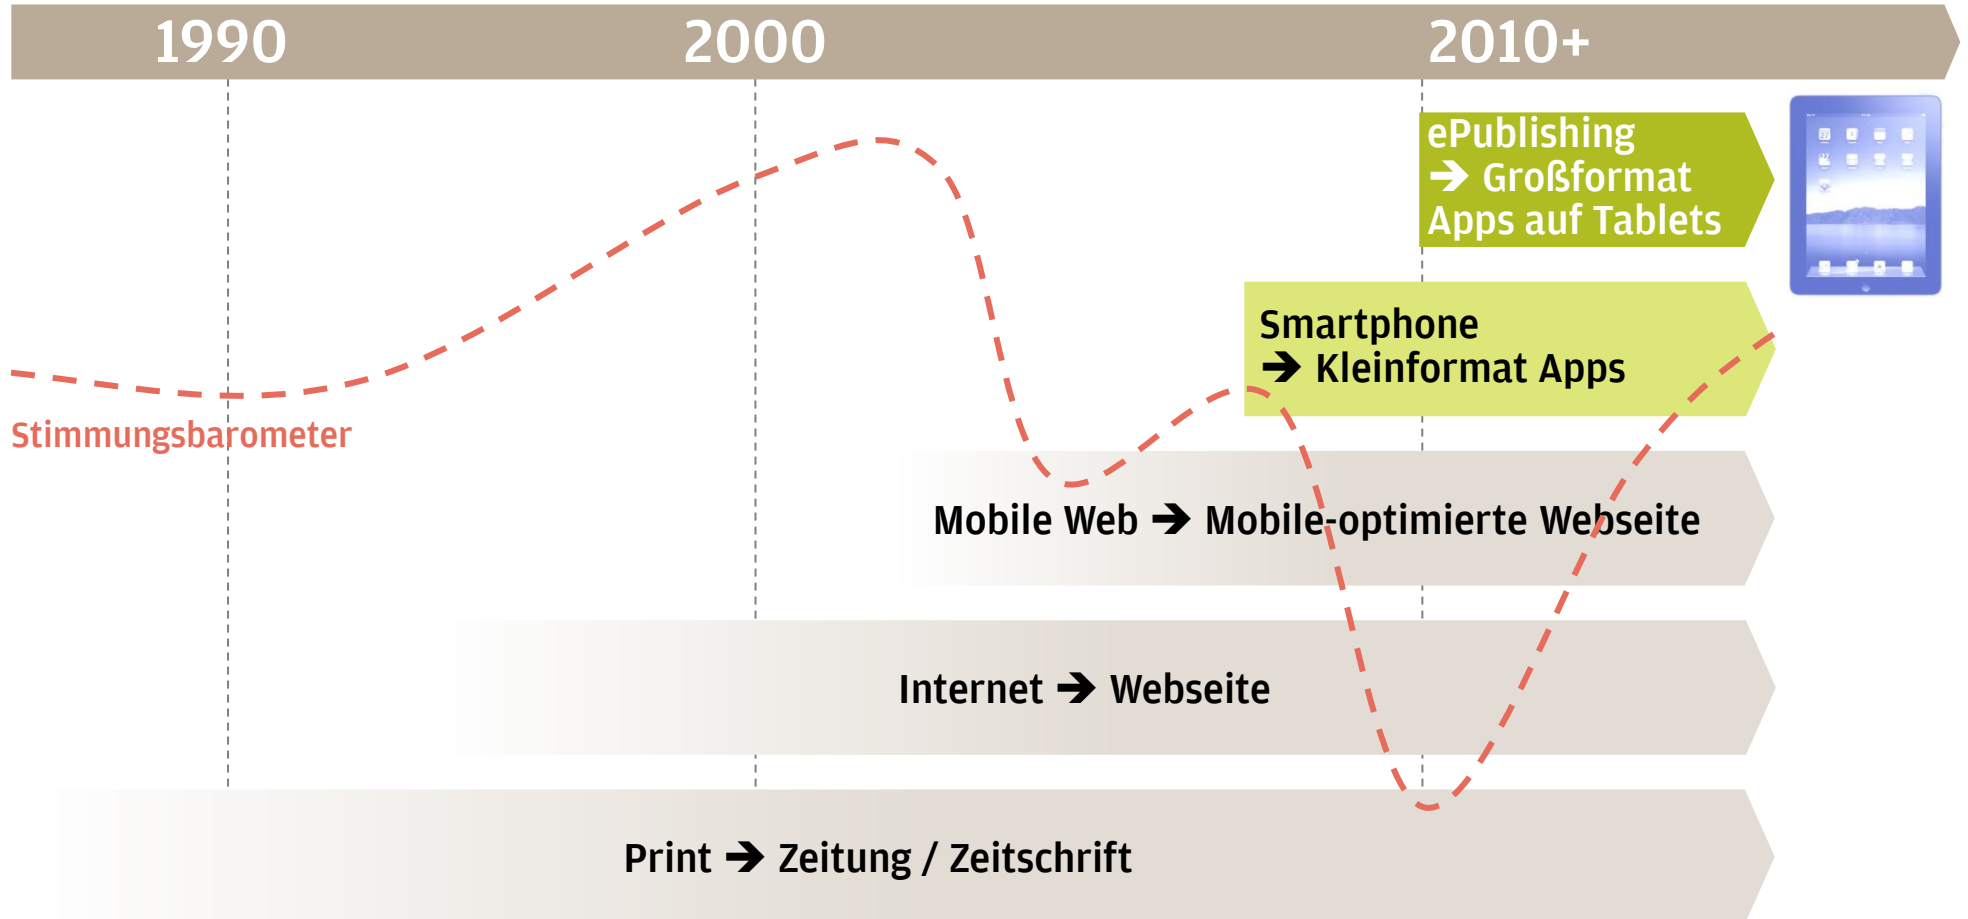 1990 2000 2010+
ePublishing
➔ Großformat
Apps auf Tablets
Smartphone
➔ Kleinformat Apps
Stimmungsbarometer
Mobile Web ➔ Mobile-optimierte Webseite
Internet ➔ Webseite
Print ➔ Zeitung / Zeitschrift